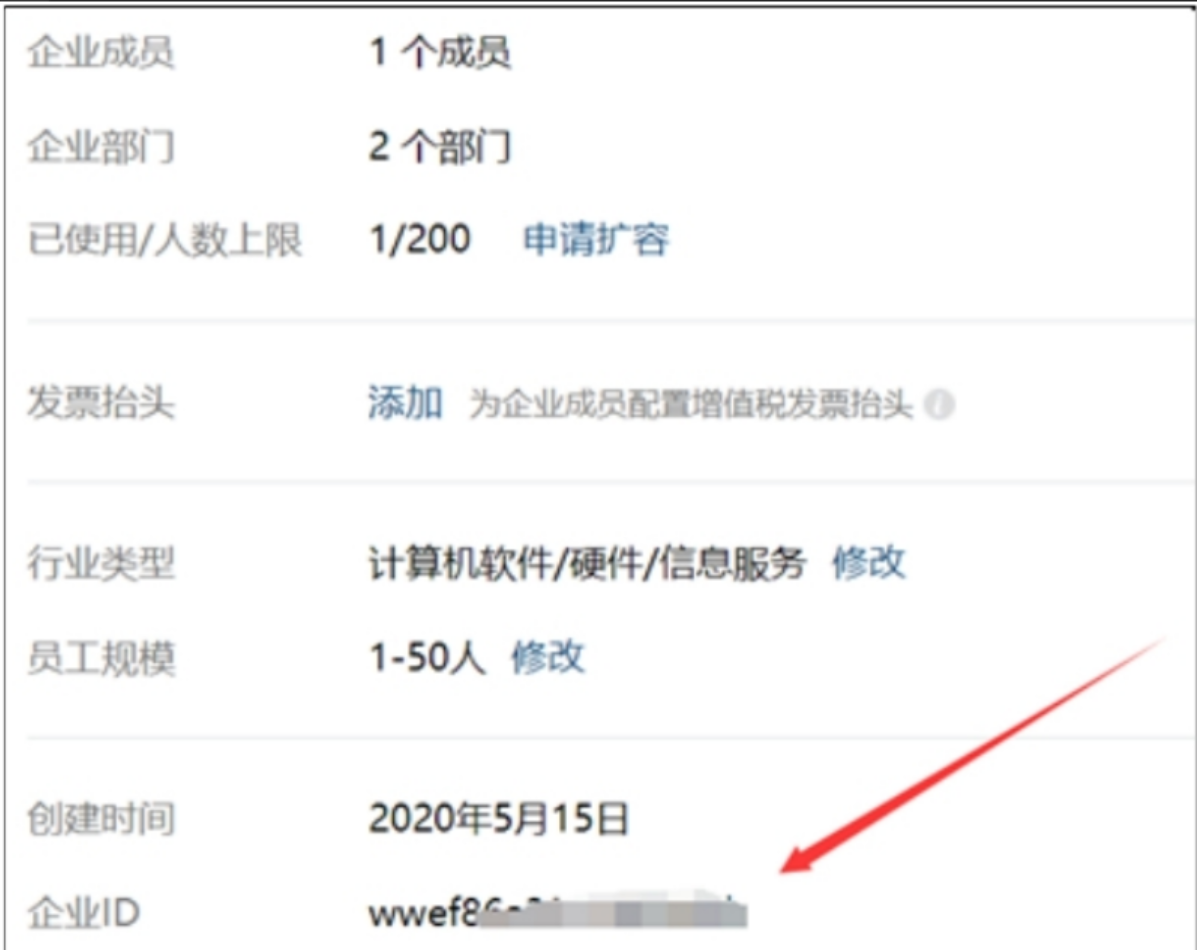 企业成员 1 个成员
企业部门 2 个部门
已使用/人数上限 1/200 申请扩容
发票抬头 添加 为企业成员配置增值税发票抬头
行业类型 计算机软件/硬件/信息服务 修改
员工规模 1-50人 修改
创建时间 2020年5月15日
企业ID